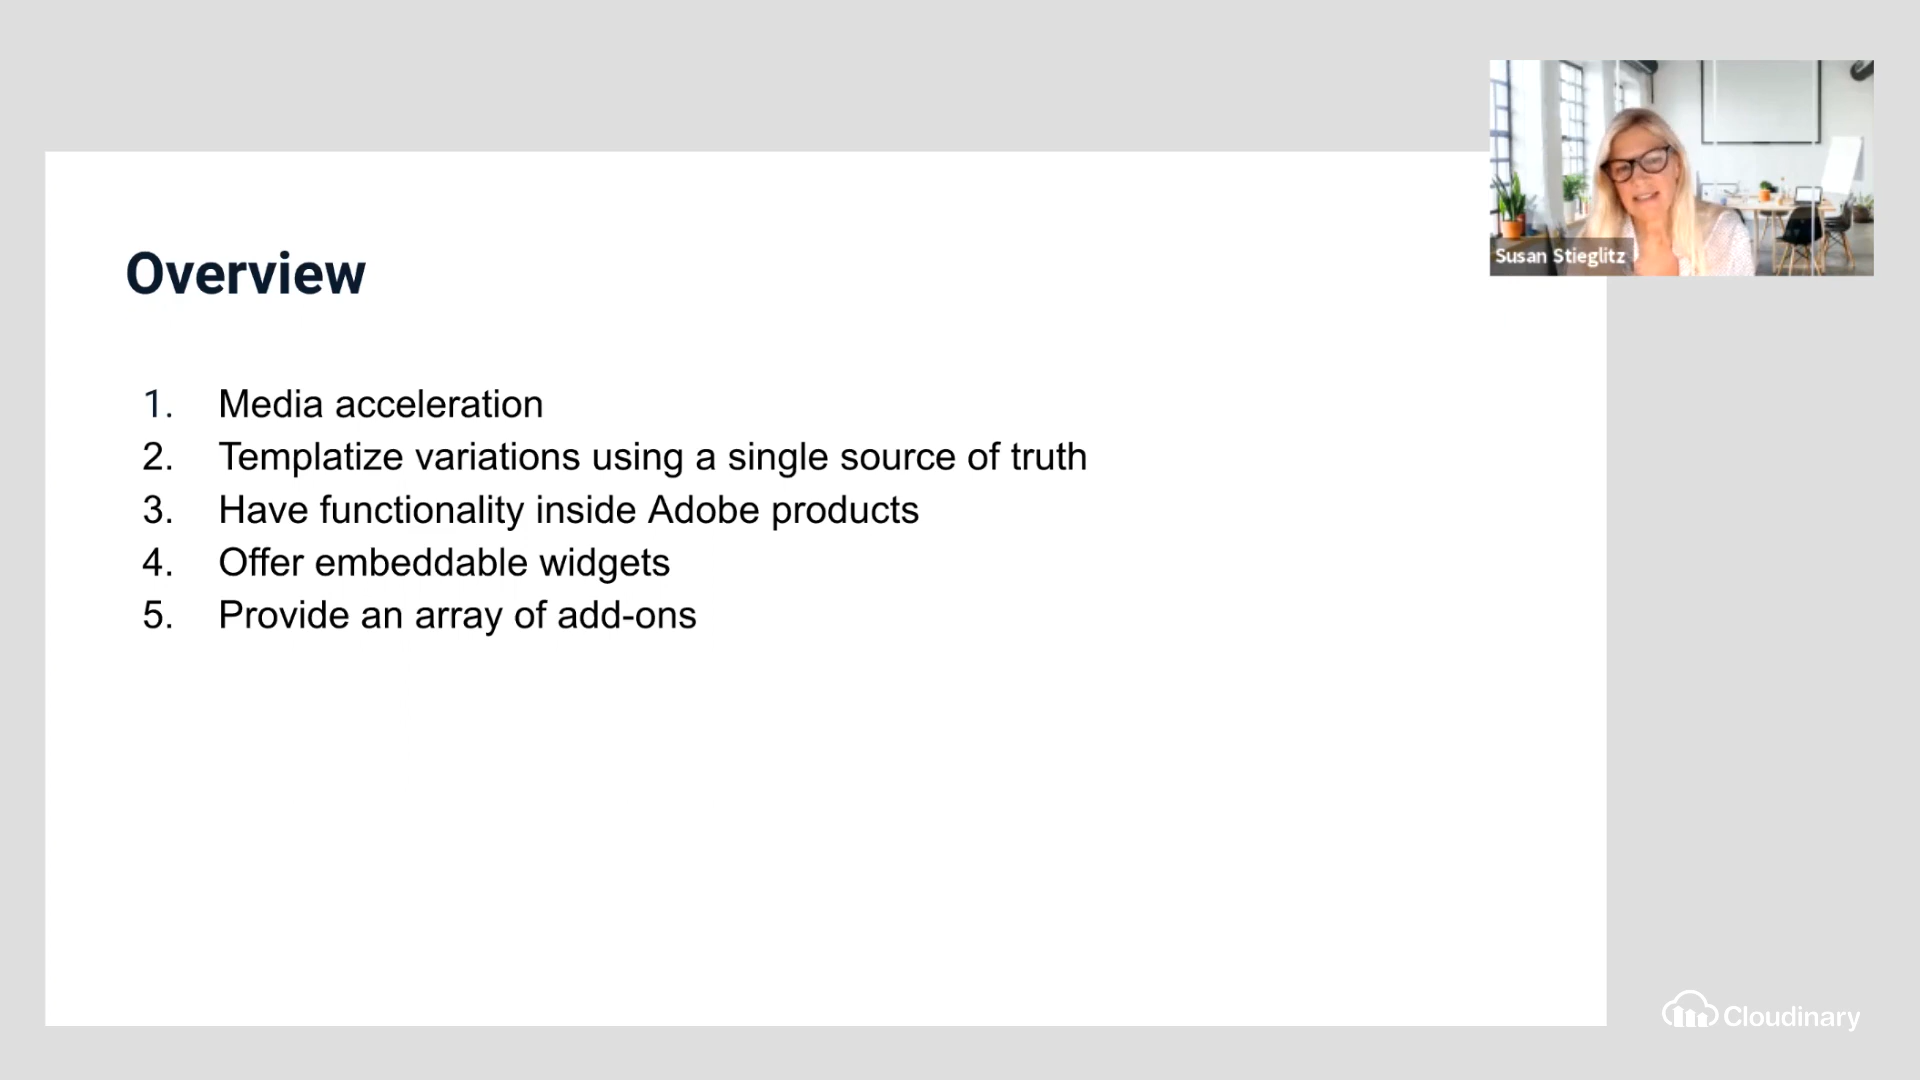 Susan Stieglitz
Overview
1. Media acceleration
2. Templatize variations using a single source of truth
3. Have functionality inside Adobe products
4. Offer embeddable widgets
5. Provide an array of add-ons
Cloudinary